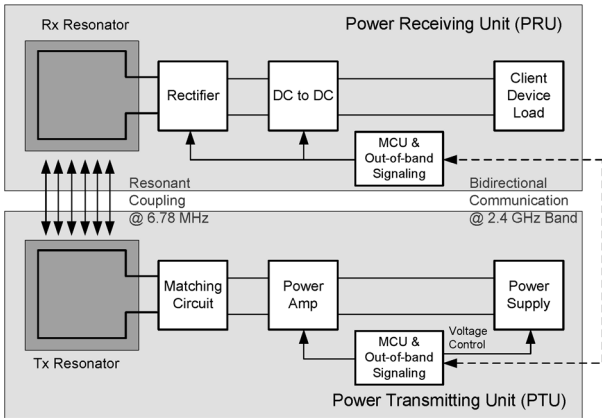 Rx Resonator
Power Receiving Unit (PRU)
Rectifier
DC to DC
Client
Device
Load
MCU &
Out-of-band
Signaling
Resonant
Coupling
@ 6.78 MHz
Bidirectional
Communication
@ 2.4 GHz Band
Matching
Circuit
Power
Amp
Power
Supply
MCU &
Out-of-band
Signaling
Voltage
Control
Tx Resonator
Power Transmitting Unit (PTU)